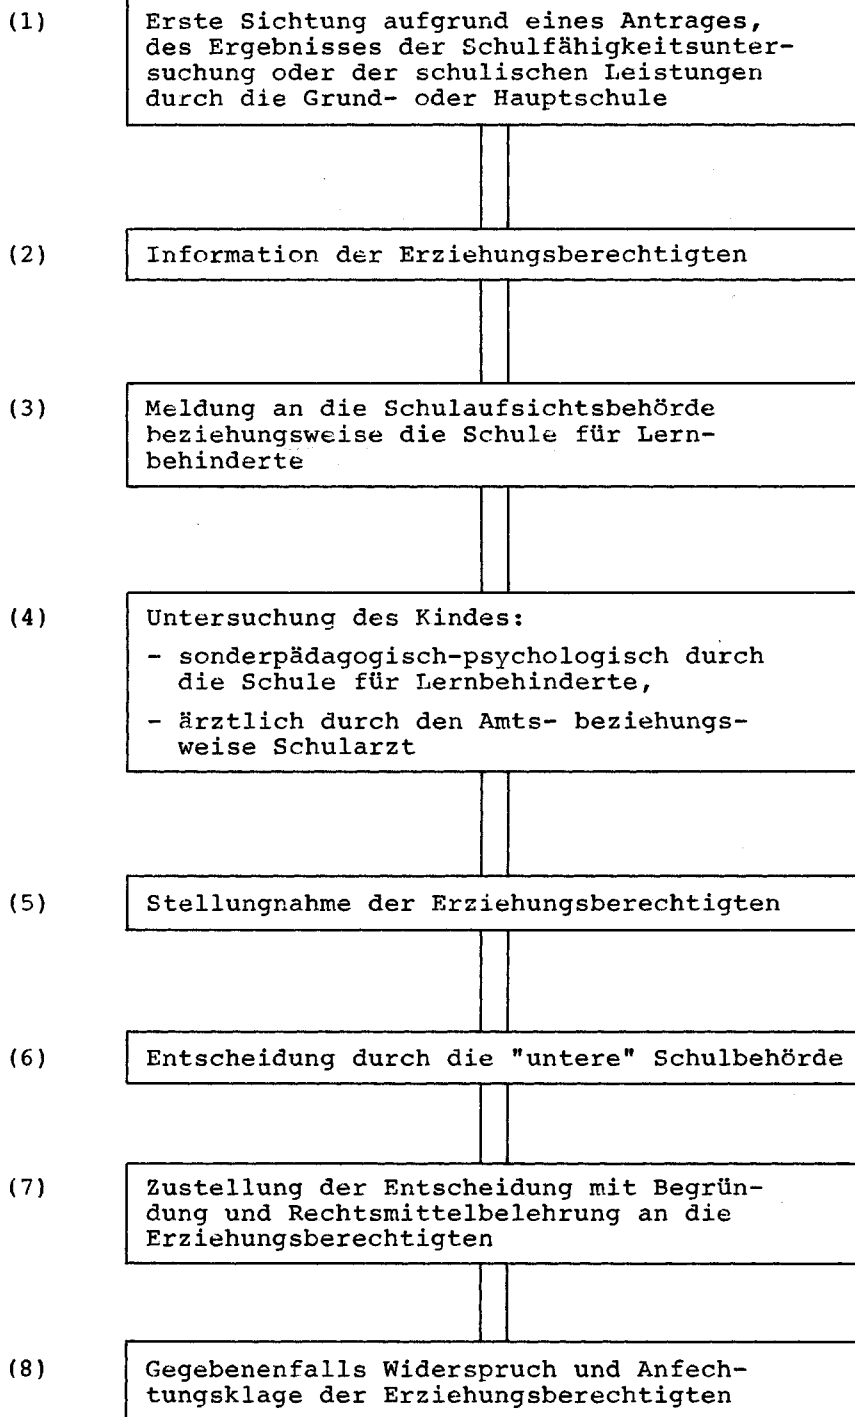 (1) Erste Sichtung aufgrund eines Antrages,
des Ergebnisses der Schulfähigkeitsunter-
suchung oder der schulischen Leistungen
durch die Grund- oder Hauptschule
(2) Information der Erziehungsberechtigten
(3) Meldung an die Schulaufsichtsbehörde
beziehungsweise die Schule für Lern-
behinderte
(4) Untersuchung des Kindes:
- sonderpädagogisch-psychologisch durch
die Schule für Lernbehinderte,
- ärztlich durch den Amts- beziehungs-
weise Schularzt
(5) Stellungnahme der Erziehungsberechtigten
(6) Entscheidung durch die "untere" Schulbehörde
(7) Zustellung der Entscheidung mit Begrün-
dung und Rechtsmittelbelehrung an die
Erziehungsberechtigten
(8) Gegebenenfalls Widerspruch und Anfech-
tungsklage der Erziehungsberechtigten